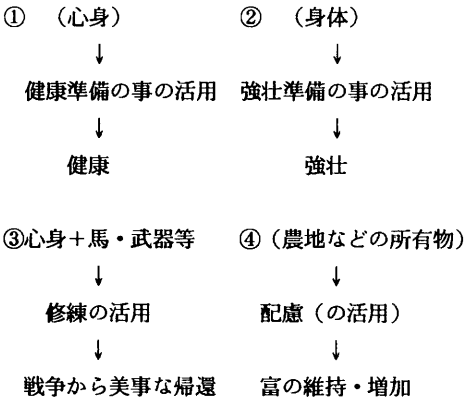 ① （心身）
↓
健康準備の事の活用
↓
健康
② （身体）
↓
強壮準備の事の活用
↓
強壮
③心身＋馬・武器等
↓
修練の活用
↓
戦争から美事な帰還
④（農地などの所有物）
↓
配慮（の活用）
↓
富の維持・増加